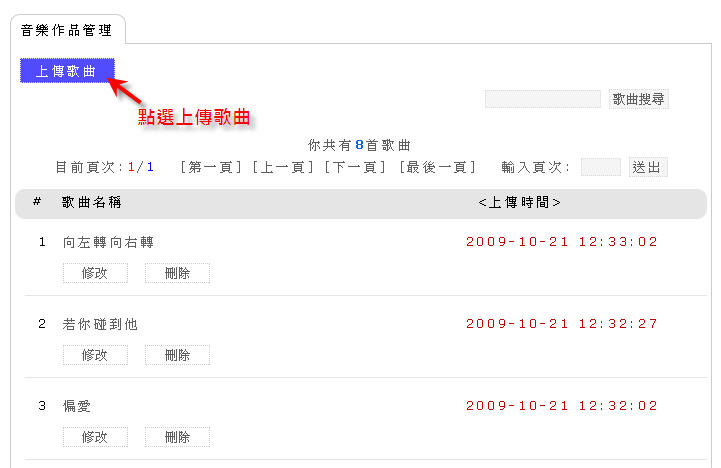 音樂作品管理
上傳歌曲
歌曲搜尋
點選上傳歌曲
你共有8首歌曲
目前頁次:1/1 [第一頁] [上一頁] [下一頁] [最後一頁] 輸入頁次: 送出
# 歌曲名稱 <上傳時間>
1 向左轉向右轉 2009-10-21 12:33:02
修改 刪除
2 若你碰到他 2009-10-21 12:32:27
修改 刪除
3 偏愛 2009-10-21 12:32:02
修改 刪除